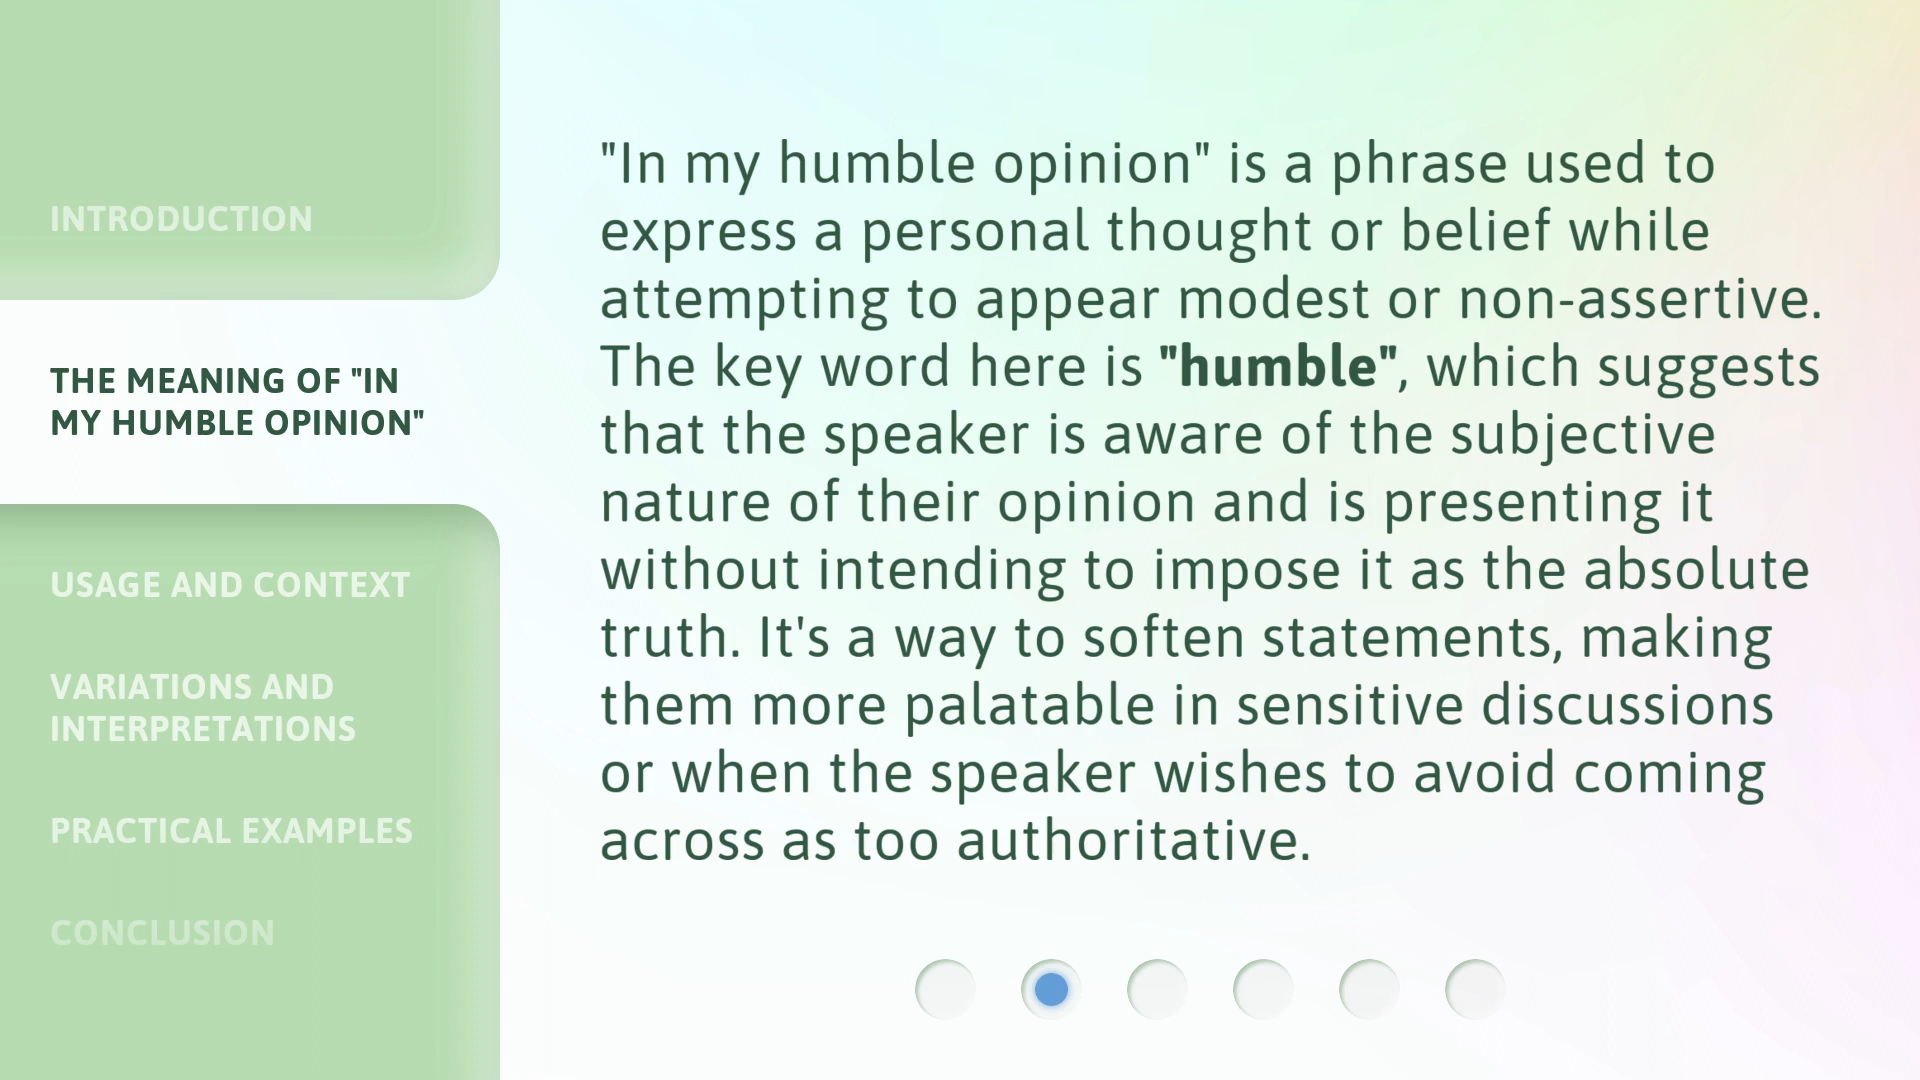 INTRODUCTION
THE MEANING OF "IN
MY HUMBLE OPINION"
USAGE AND CONTEXT
VARIATIONS AND
INTERPRETATIONS
PRACTICAL EXAMPLES
CONCLUSION
"In my humble opinion" is a phrase used to
express a personal thought or belief while
attempting to appear modest or non-assertive.
The key word here is "humble", which suggests
that the speaker is aware of the subjective
nature of their opinion and is presenting it
without intending to impose it as the absolute
truth. It's a way to soften statements, making
them more palatable in sensitive discussions
or when the speaker wishes to avoid coming
across as too authoritative.